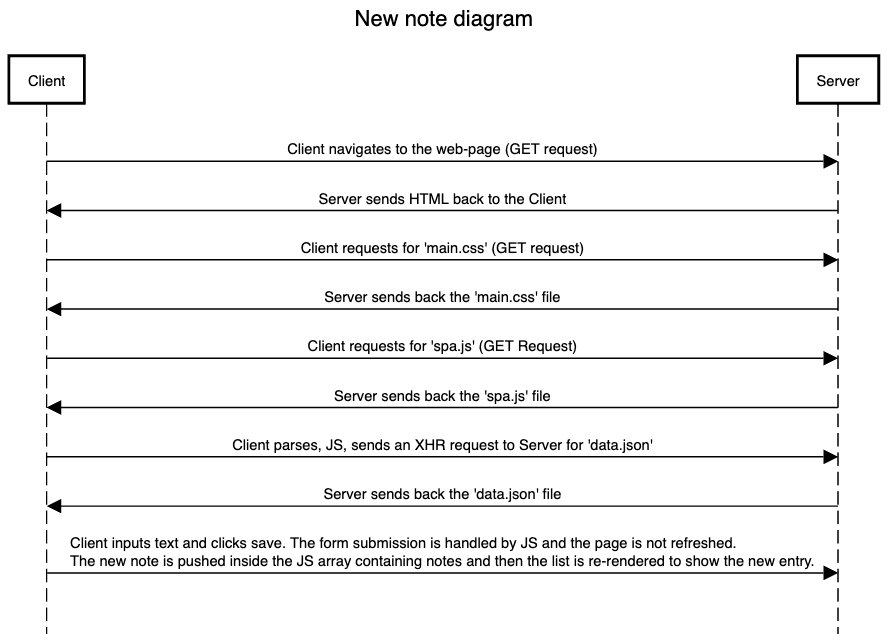 New note diagram
Client
Server
Client navigates to the web-page (GET request)
Server sends HTML back to the Client
Client requests for 'main.css' (GET request)
Server sends back the 'main.css' file
Client requests for 'spa.js' (GET Request)
Server sends back the 'spa.js' file
Client parses, JS, sends an XHR request to Server for 'data.json'
Server sends back the 'data.json' file
Client inputs text and clicks save. The form submission is handled by JS and the page is not refreshed.
The new note is pushed inside the JS array containing notes and then the list is re-rendered to show the new entry.